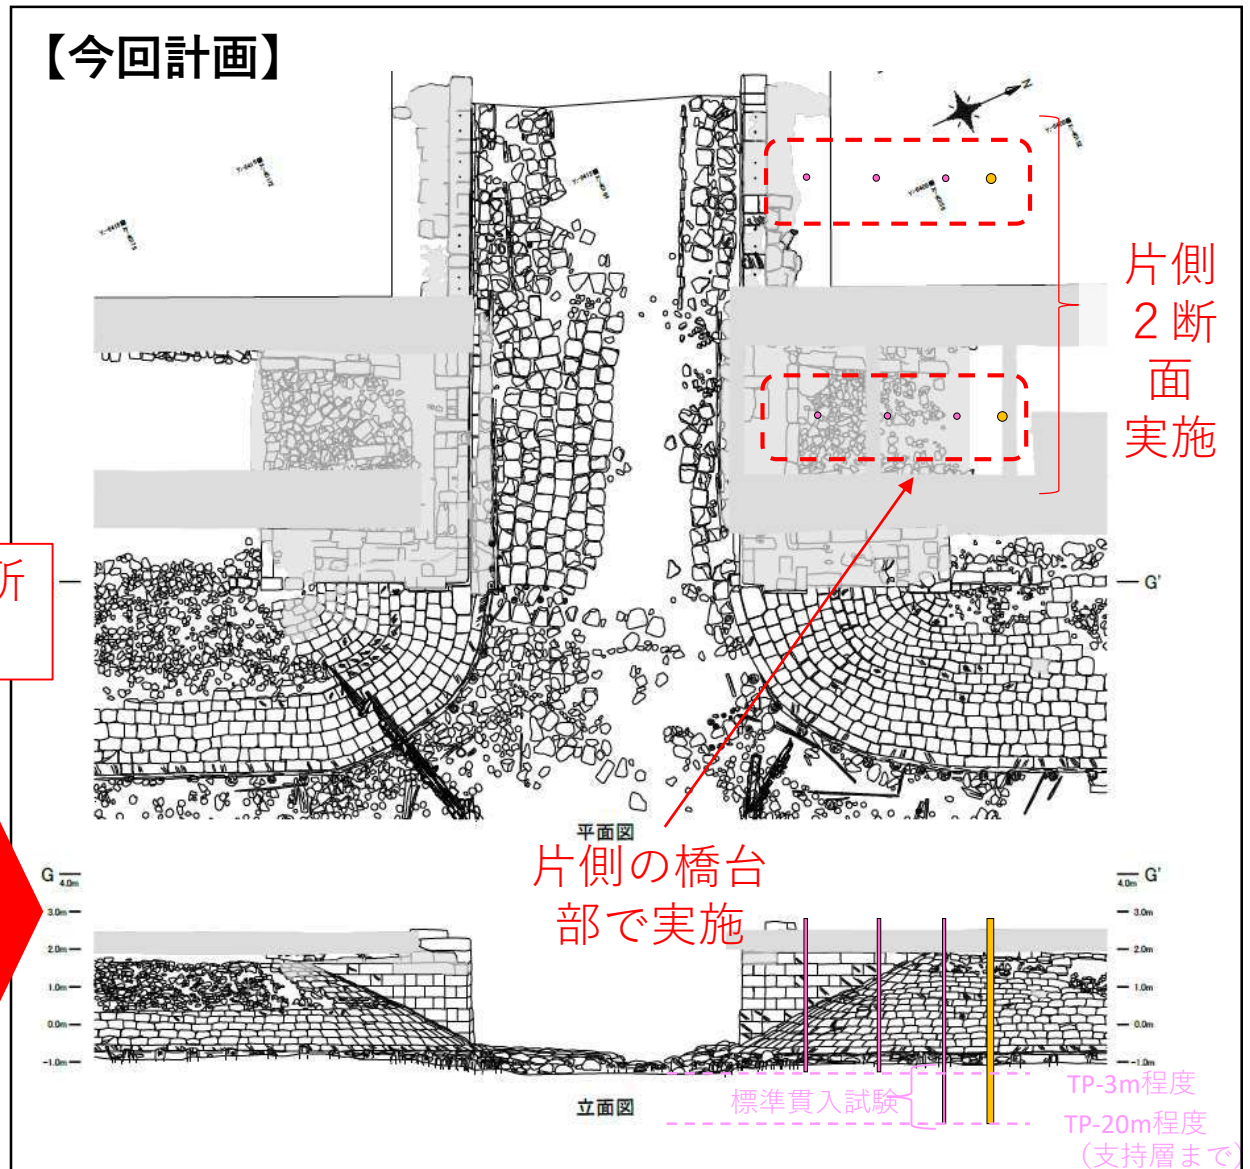 【今回計画】
N
片側
２断
面
実施
所
G'
平面図
片側の橋台
部で実施
G
4.0m
3.0m
2.0m
1.0m
0.0m
-1.0m
G'
4.0m
3.0m
2.0m
1.0m
0.0m
-1.0m
標準貫入試験
TP-3m程度
TP-20m程度
（支持層まで）
立面図